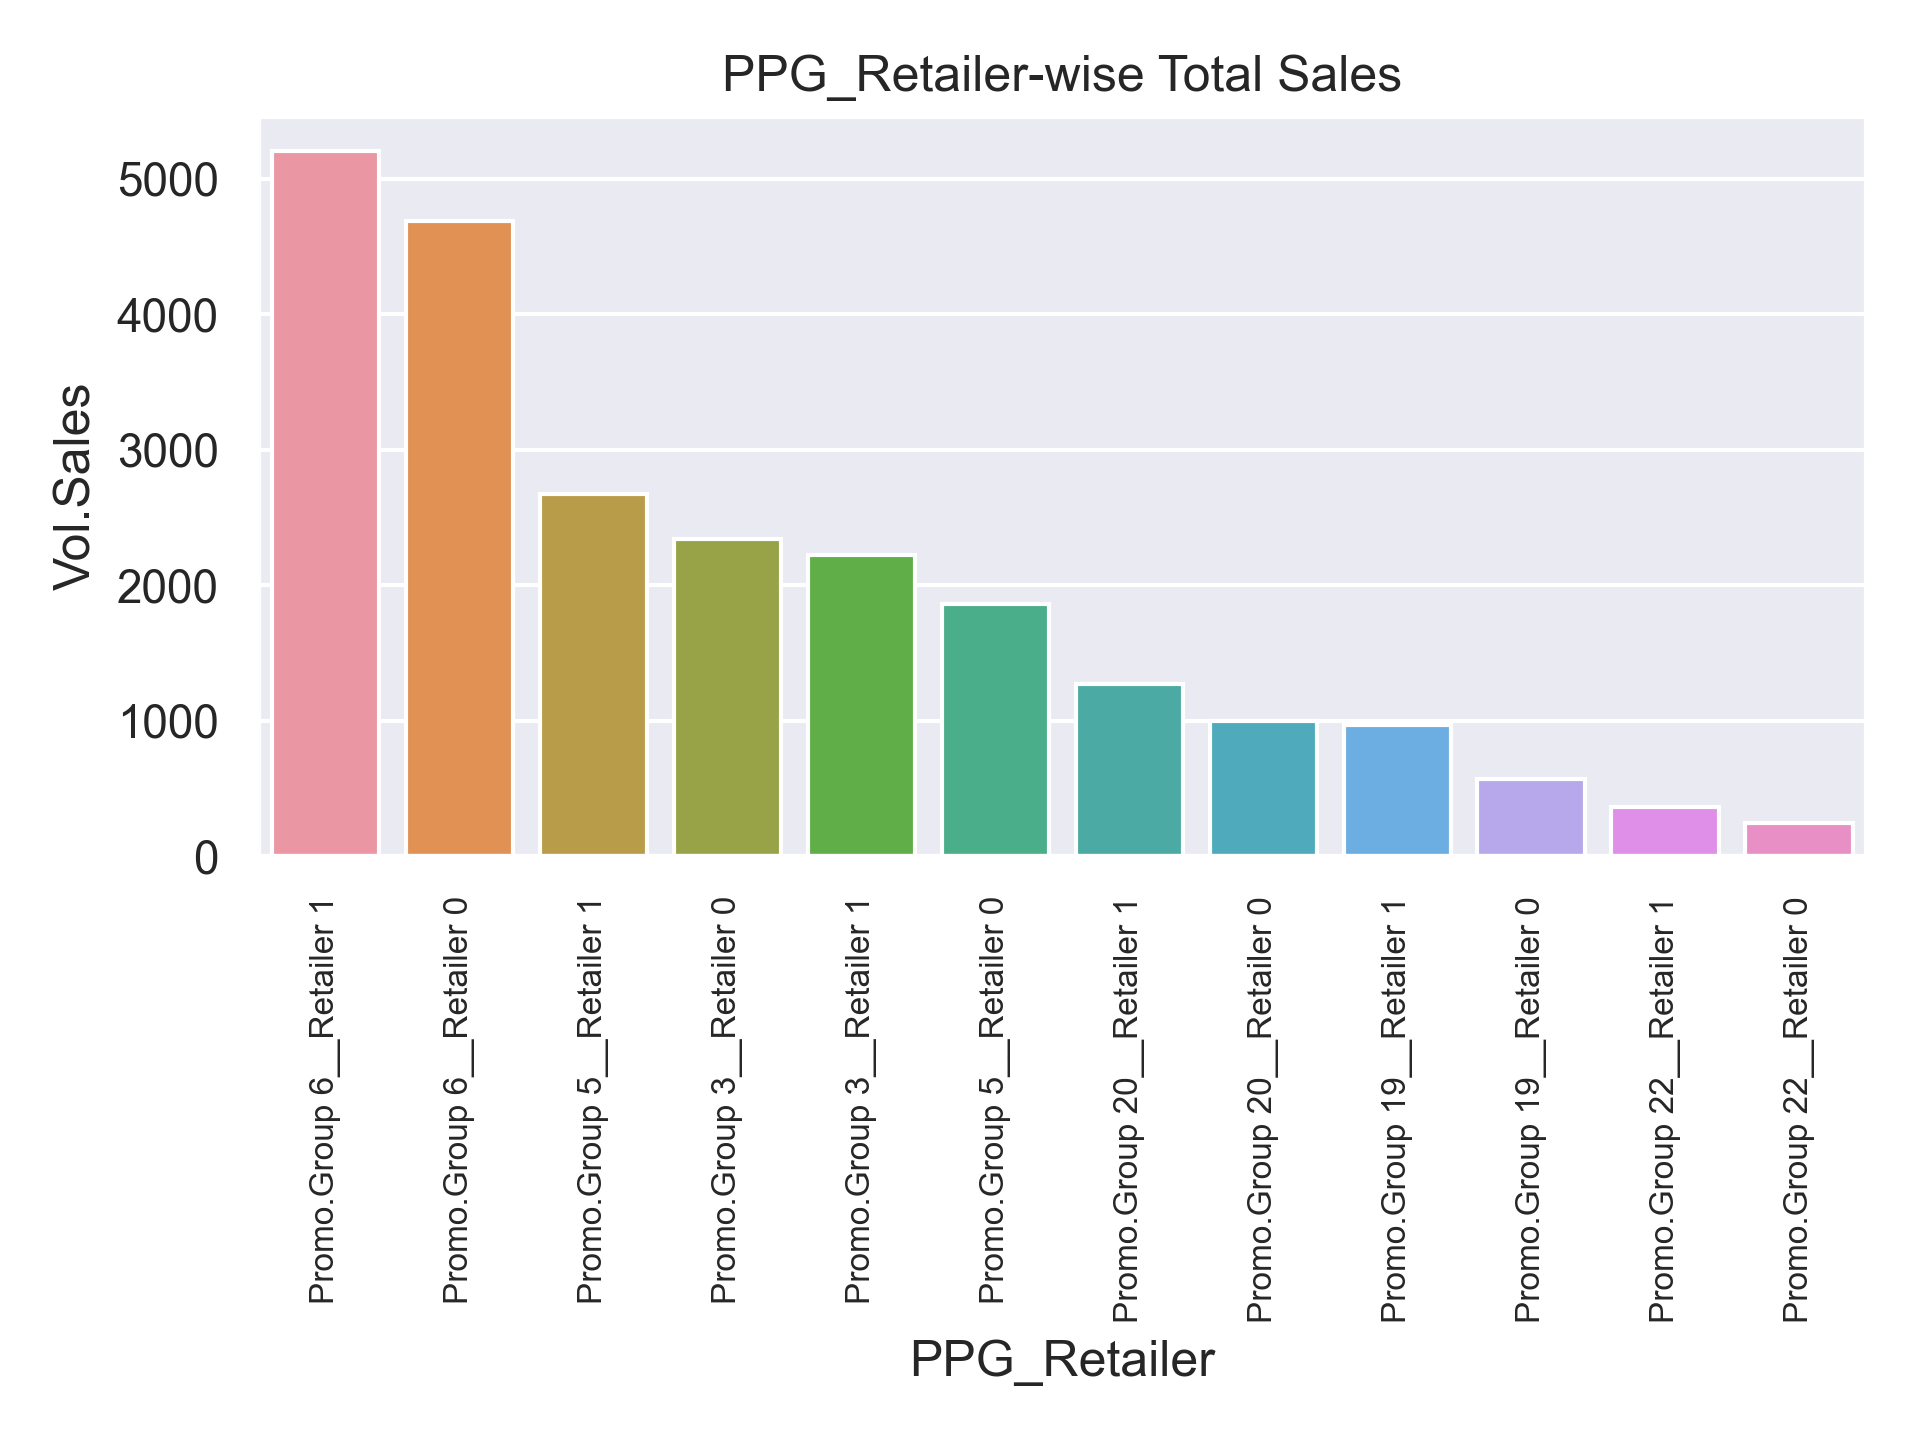 PPG_Retailer-wise Total Sales
Vol.Sales
5000
4000
3000
2000
1000
0
Promo.Group 6__Retailer 1
Promo.Group 6__Retailer 0
Promo.Group 5__Retailer 1
Promo.Group 3__Retailer 0
Promo.Group 3__Retailer 1
Promo.Group 5__Retailer 0
Promo.Group 20__Retailer 1
Promo.Group 20__Retailer 0
Promo.Group 19__Retailer 1
Promo.Group 19__Retailer 0
Promo.Group 22__Retailer 1
Promo.Group 22__Retailer 0
PPG_Retailer